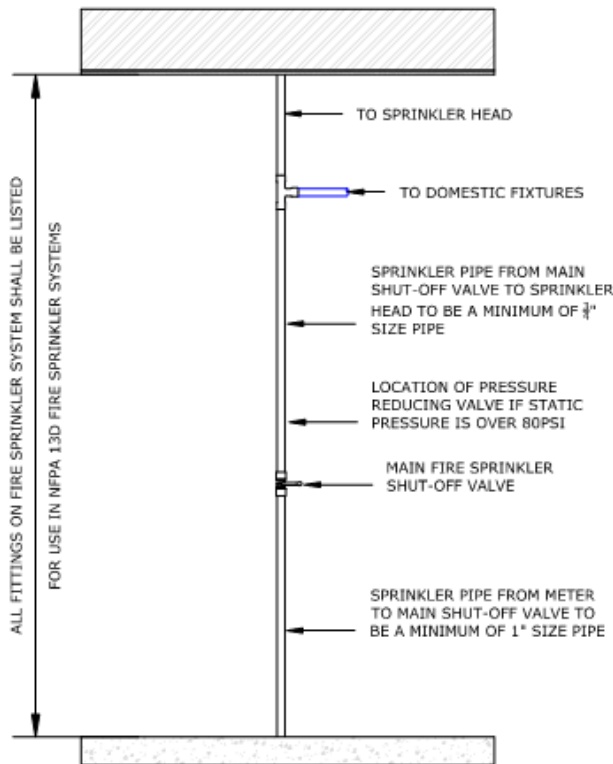 ALL FITTINGS ON FIRE SPRINKLER SYSTEM SHALL BE LISTED
FOR USE IN NFPA 13D FIRE SPRINKLER SYSTEMS
TO SPRINKLER HEAD
TO DOMESTIC FIXTURES
SPRINKLER PIPE FROM MAIN
SHUT-OFF VALVE TO SPRINKLER
HEAD TO BE A MINIMUM OF ¾"
SIZE PIPE
LOCATION OF PRESSURE
REDUCING VALVE IF STATIC
PRESSURE IS OVER 80PSI
MAIN FIRE SPRINKLER
SHUT-OFF VALVE
SPRINKLER PIPE FROM METER
TO MAIN SHUT-OFF VALVE TO
BE A MINIMUM OF 1" SIZE PIPE